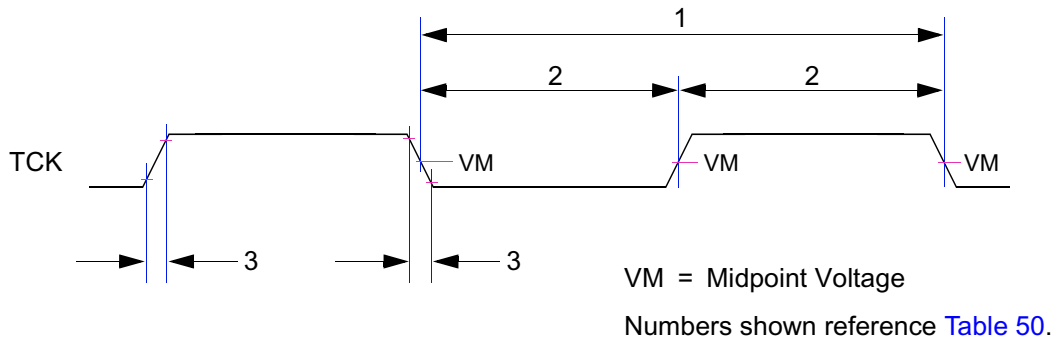 1
2 2
TCK VM VM VM
3 3
VM = Midpoint Voltage
Numbers shown reference Table 50.